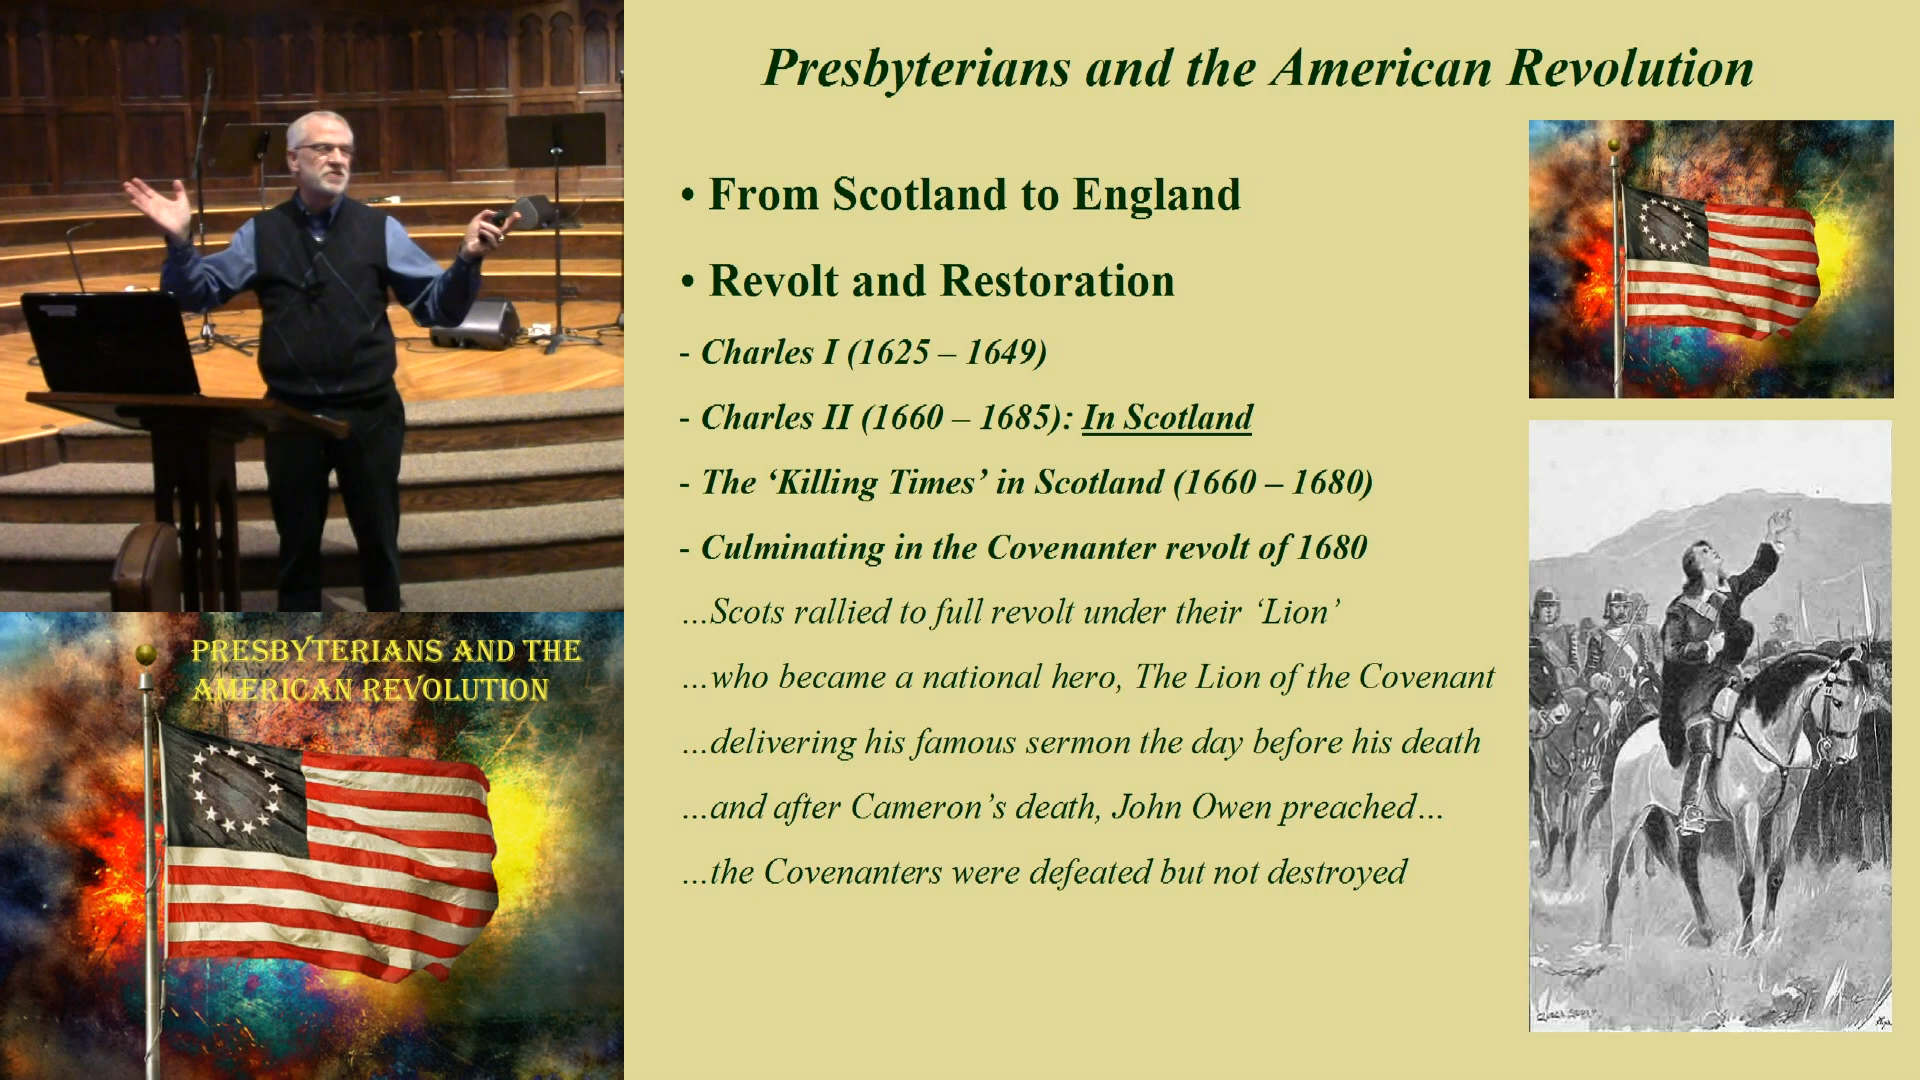 Presbyterians and the American Revolution
• From Scotland to England
• Revolt and Restoration
- Charles I (1625 – 1649)
- Charles II (1660 – 1685): In Scotland
- The ‘Killing Times’ in Scotland (1660 – 1680)
- Culminating in the Covenanter revolt of 1680
…Scots rallied to full revolt under their ‘Lion’
…who became a national hero, The Lion of the Covenant
…delivering his famous sermon the day before his death
…and after Cameron’s death, John Owen preached…
…the Covenanters were defeated but not destroyed
PRESBYTERIANS AND THE
AMERICAN REVOLUTION